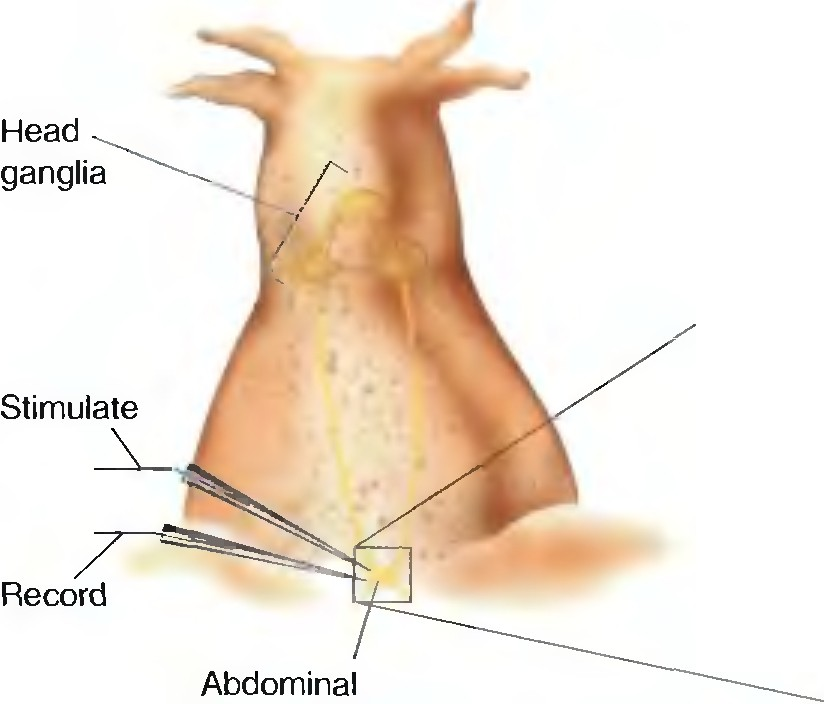 Head
ganglia
Stimulate
Record
Abdominal